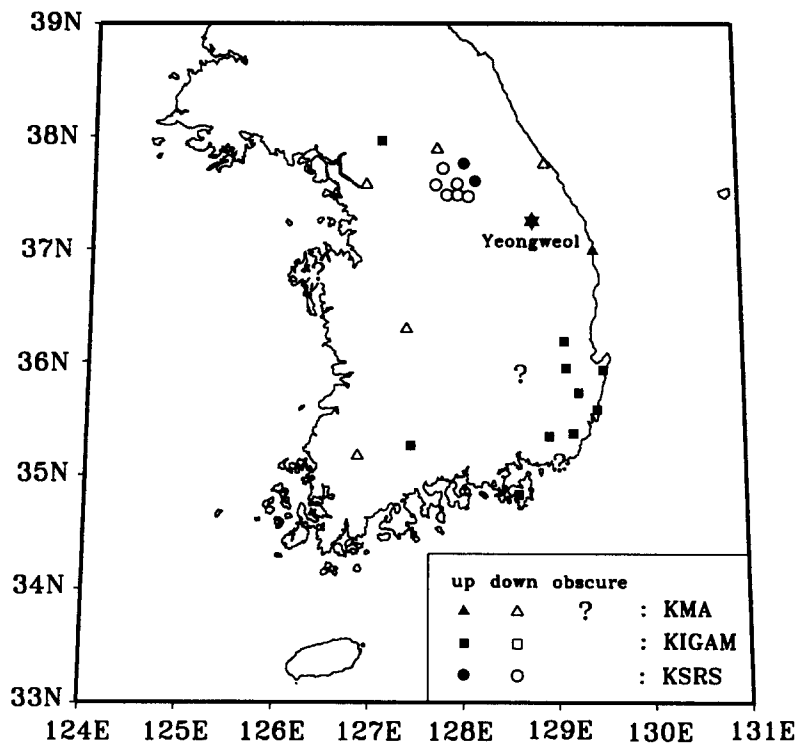 39N
38N
37N
36N
35N
34N
33N
Yeongweol
?
?
?
up down obscure
? : KMA
: KIGAM
: KSRS
124E 125E 126E 127E 128E 129E 130E 131E